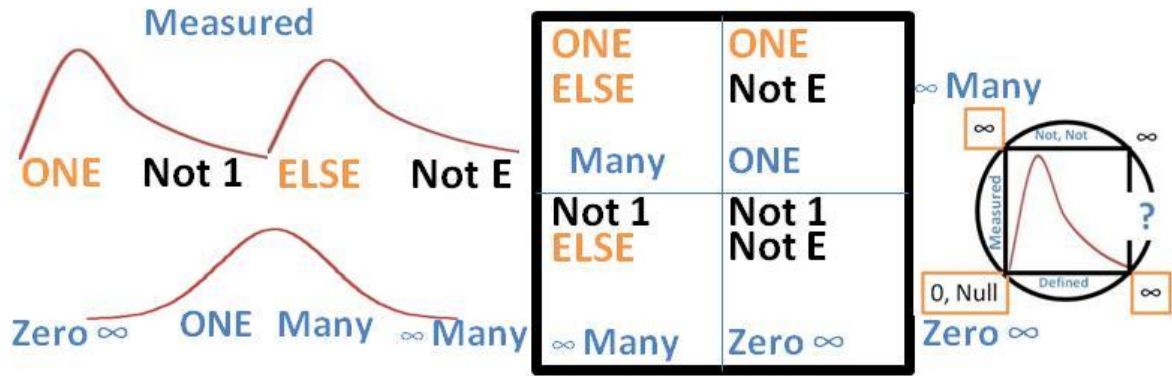 Measured
ONE Not 1 ELSE Not E
Zero ∞ ONE Many ∞ Many
ONE ONE
ELSE Not E
Many ONE
Not 1 Not 1
ELSE Not E
∞ Many Zero ∞
∞ Many
∞ Not, Not ∞
Measured
?
0, Null Defined ∞
Zero ∞